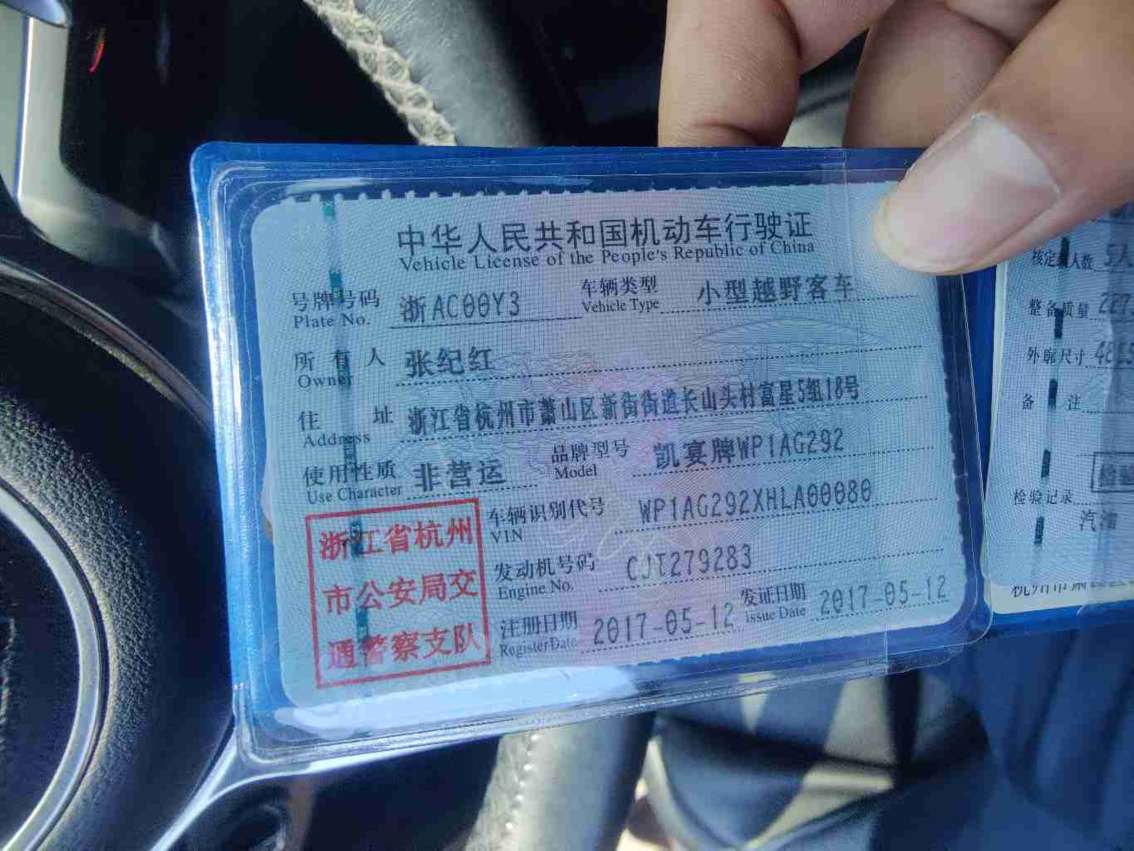 中华人民共和国机动车行驶证
Vehicle License of the People's Republic of China
号牌号码 浙AC00Y3 车辆类型 小型越野客车
Plate No. Vehicle Type
所有人 张纪红
Owner
住址 浙江省杭州市萧山区新街街道长山头村富星5组18号
Address
使用性质 非营运 品牌型号 凯宴牌WP1AG292
Use Character Model
车辆识别代号 WP1AG292XHLA00080
VIN
发动机号码 CJT279283
Engine No.
注册日期 2017-05-12 发证日期 2017-05-12
Register Date Issue Date
浙江省杭州
市公安局交
通警察支队
核定 人数 5人
整备质量 227
外廓尺寸 48
备注
检验记录
汽油